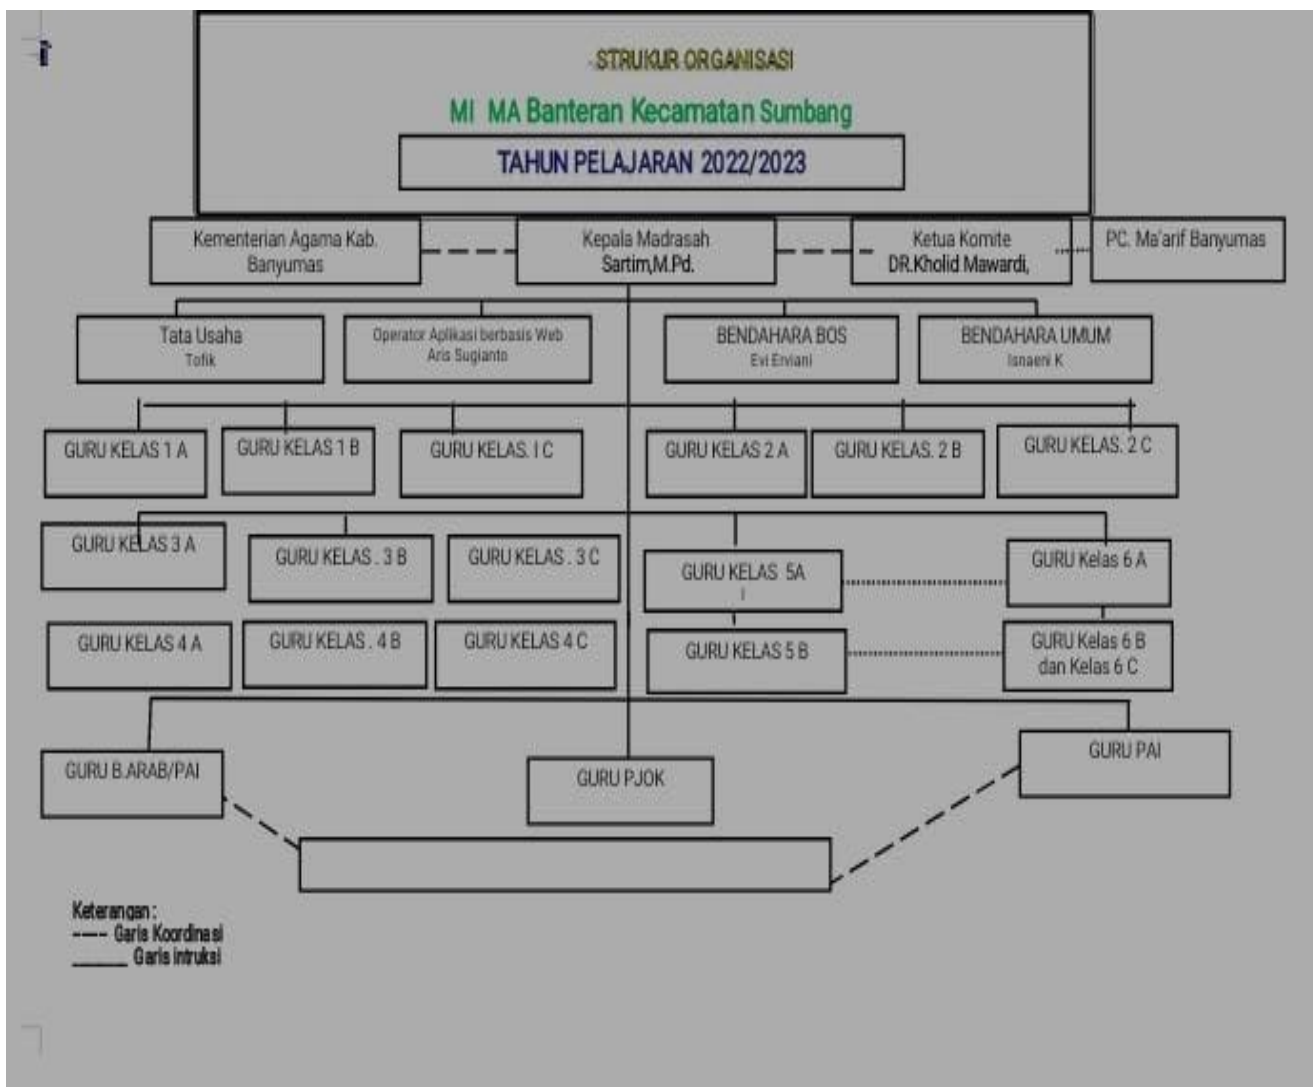 STRUKUR ORGANISASI
MI MA Banteran Kecamatan Sumbang
TAHUN PELAJARAN 2022/2023
Kementerian Agama Kab.
Banyumas
Kepala Madrasah
Sartim,M.Pd.
Ketua Komite
DR.Kholid Mawardi,
PC. Ma'arif Banyumas
Tata Usaha
Tofik
Operator Aplikasi berbasis Web
Aris Sugianto
BENDAHARA BOS
Evi Erviani
BENDAHARA UMUM
Isnaeni K
GURU KELAS 1 A
GURU KELAS 1 B
GURU KELAS. I C
GURU KELAS 2 A
GURU KELAS. 2 B
GURU KELAS. 2 C
GURU KELAS 3 A
GURU KELAS . 3 B
GURU KELAS . 3 C
GURU KELAS 5A
I
GURU Kelas 6 A
GURU KELAS 4 A
GURU KELAS . 4 B
GURU KELAS 4 C
GURU KELAS 5 B
GURU Kelas 6 B
dan Kelas 6 C
GURU B.ARAB/PAI
GURU PJOK
GURU PAI
Keterangan :
----- Garis Koordinasi
_______ Garis intruksi